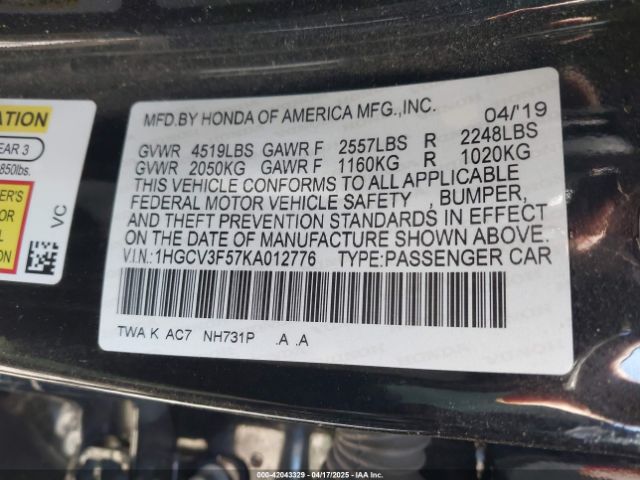 ATION
EAR 3
850lbs.
ER'S
OR
AL
N.
VC
MFD.BY HONDA OF AMERICA MFG.,INC. 04/'19
GVWR 4519LBS GAWR F 2557LBS R 2248LBS
GVWR 2050KG GAWR F 1160KG R 1020KG
THIS VEHICLE CONFORMS TO ALL APPLICABLE
FEDERAL MOTOR VEHICLE SAFETY , BUMPER,
AND THEFT PREVENTION STANDARDS IN EFFECT
ON THE DATE OF MANUFACTURE SHOWN ABOVE.
V.I.N.:1HGCV3F57KA012776 TYPE:PASSENGER CAR
TWA K AC7 NH731P .A .A
000-42043329 04/17/2025 IAA